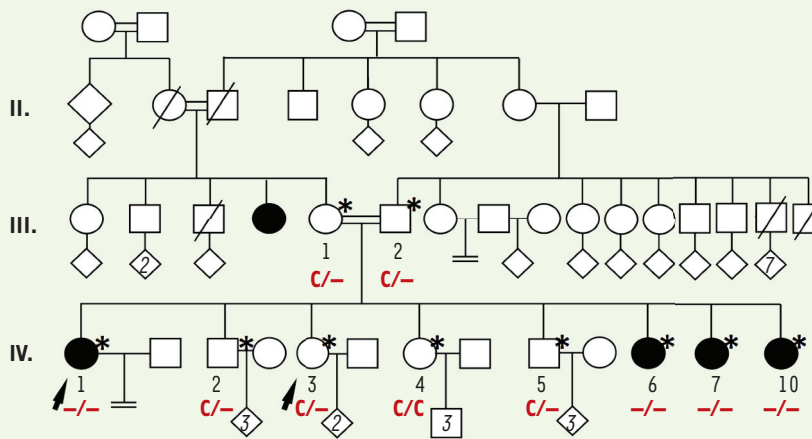 II.
III.
2
7
1 2
C/– C/–
IV.
1 2 3 4 5 6 7 10
–/– C/– C/– C/C C/– –/– –/– –/–
3 2 3 3